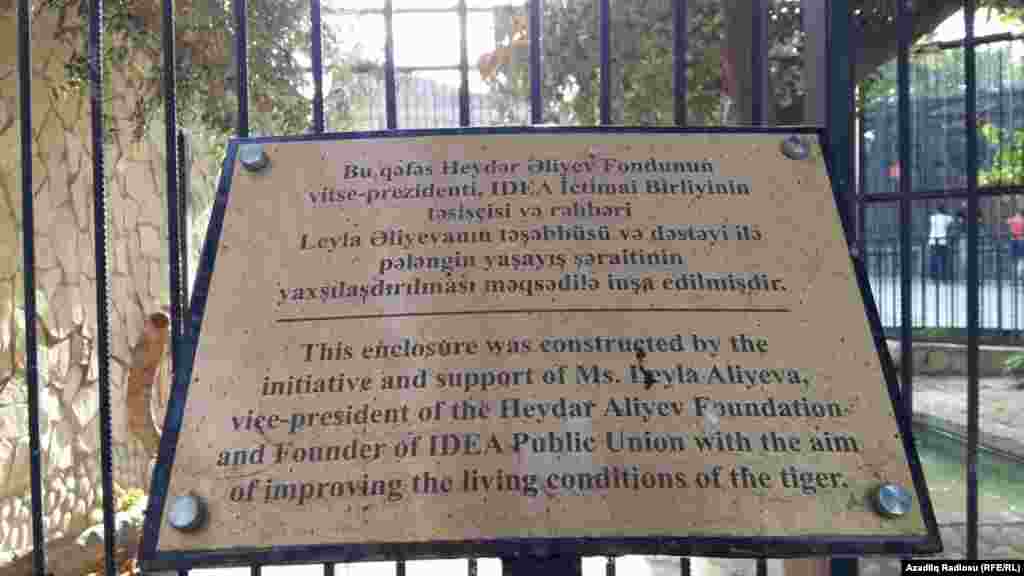 Bu qəfəs Heydər Əliyev Fondunun
vitse-prezidenti, IDEA İctimai Birliyinin
təsisçisi və rəhbəri
Leyla Əliyevanın təşəbbüsü və dəstəyi ilə
pələngin yaşayış şəraitinin
yaxşılaşdırılması məqsədilə inşa edilmişdir.
This enclosure was constructed by the
initiative and support of Ms. Leyla Aliyeva,
vice-president of the Heydar Aliyev Foundation
and Founder of IDEA Public Union with the aim
of improving the living conditions of the tiger.
Azadlıq Radiosu (RFE/RL)